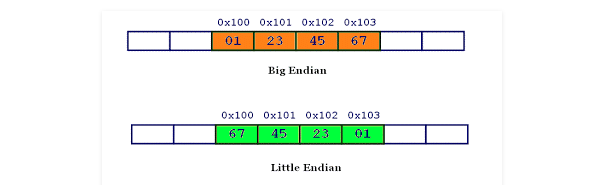 0x100 0x101 0x102 0x103
01 23 45 67
Big Endian
0x100 0x101 0x102 0x103
67 45 23 01
Little Endian